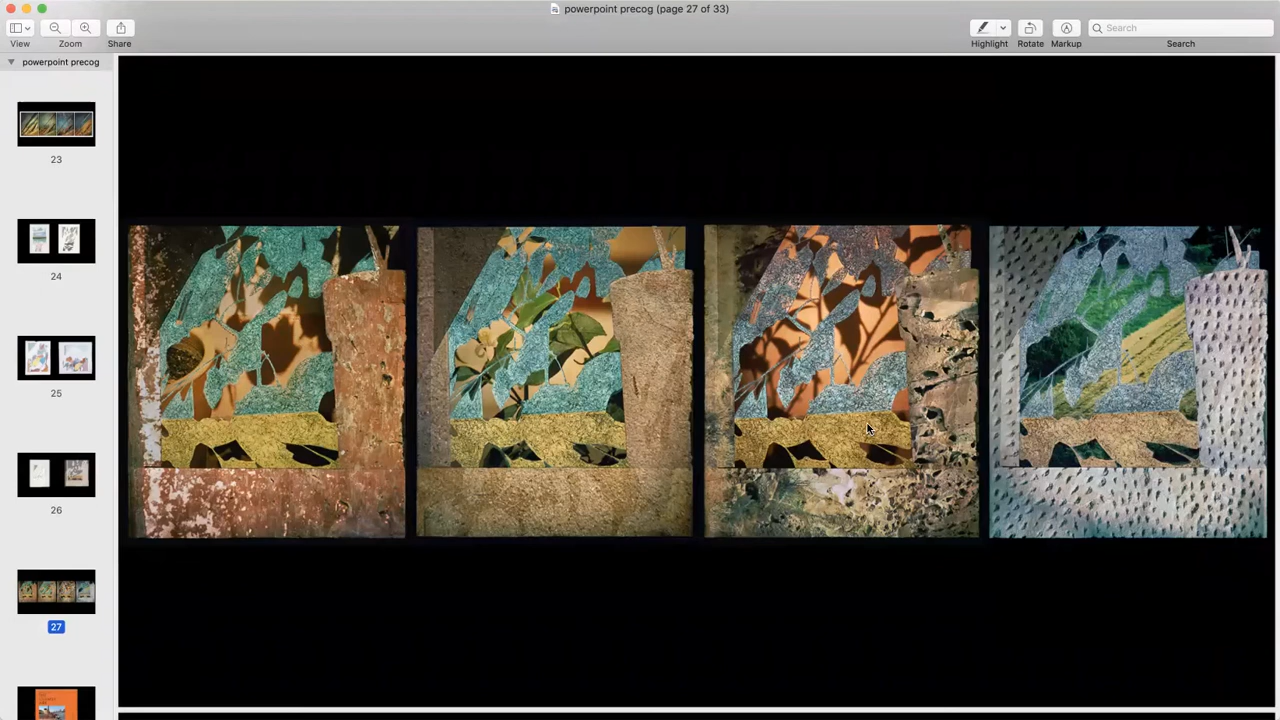 powerpoint precog (page 27 of 33)
View
Zoom
Share
Highlight
Rotate
Markup
Search
Search
powerpoint precog
23
24
25
26
27